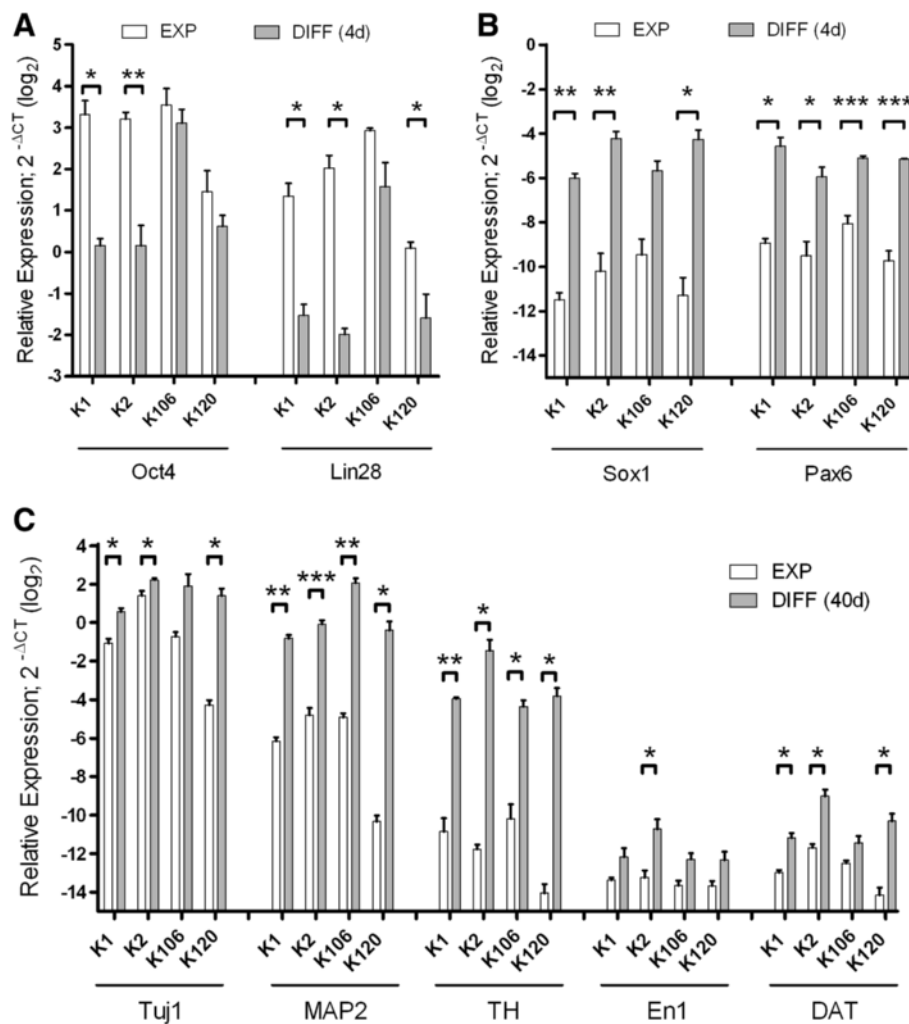 A
EXP DIFF (4d)
Relative Expression; 2^-ΔCT (log2)
5
4
3
2
1
0
-1
-2
-3
* ** * * *
K1 K2 K106 K120 K1 K2 K106 K120
Oct4 Lin28
B
EXP DIFF (4d)
Relative Expression; 2^-ΔCT (log2)
0
-2
-4
-6
-8
-10
-12
-14
** ** * * * *** ***
K1 K2 K106 K120 K1 K2 K106 K120
Sox1 Pax6
C
EXP
DIFF (40d)
Relative Expression; 2^-ΔCT (log2)
4
2
0
-2
-4
-6
-8
-10
-12
-14
* * * ** *** ** * ** * * * * * * *
K1 K2 K106 K120 K1 K2 K106 K120 K1 K2 K106 K120 K1 K2 K106 K120 K1 K2 K106 K120
Tuj1 MAP2 TH En1 DAT